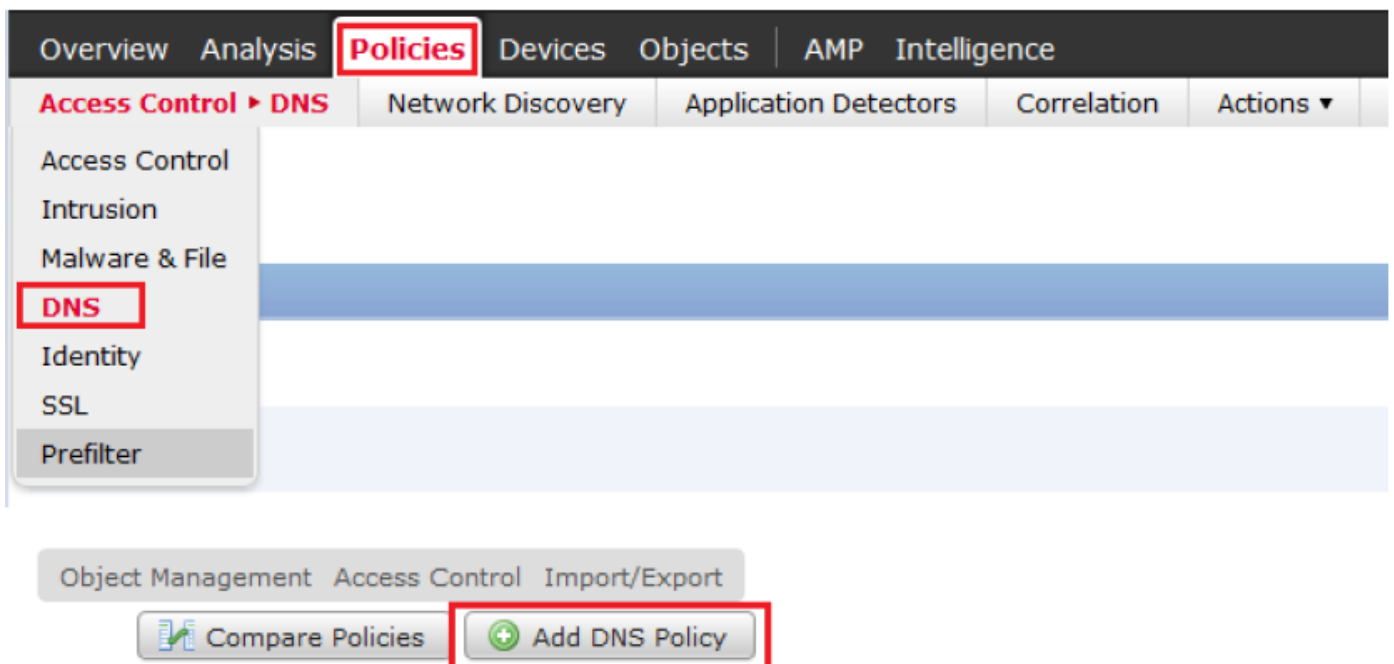 Overview Analysis Policies Devices Objects AMP Intelligence
Access Control ▸ DNS Network Discovery Application Detectors Correlation Actions ▼
Access Control
Intrusion
Malware & File
DNS
Identity
SSL
Prefilter
Object Management Access Control Import/Export
Compare Policies Add DNS Policy